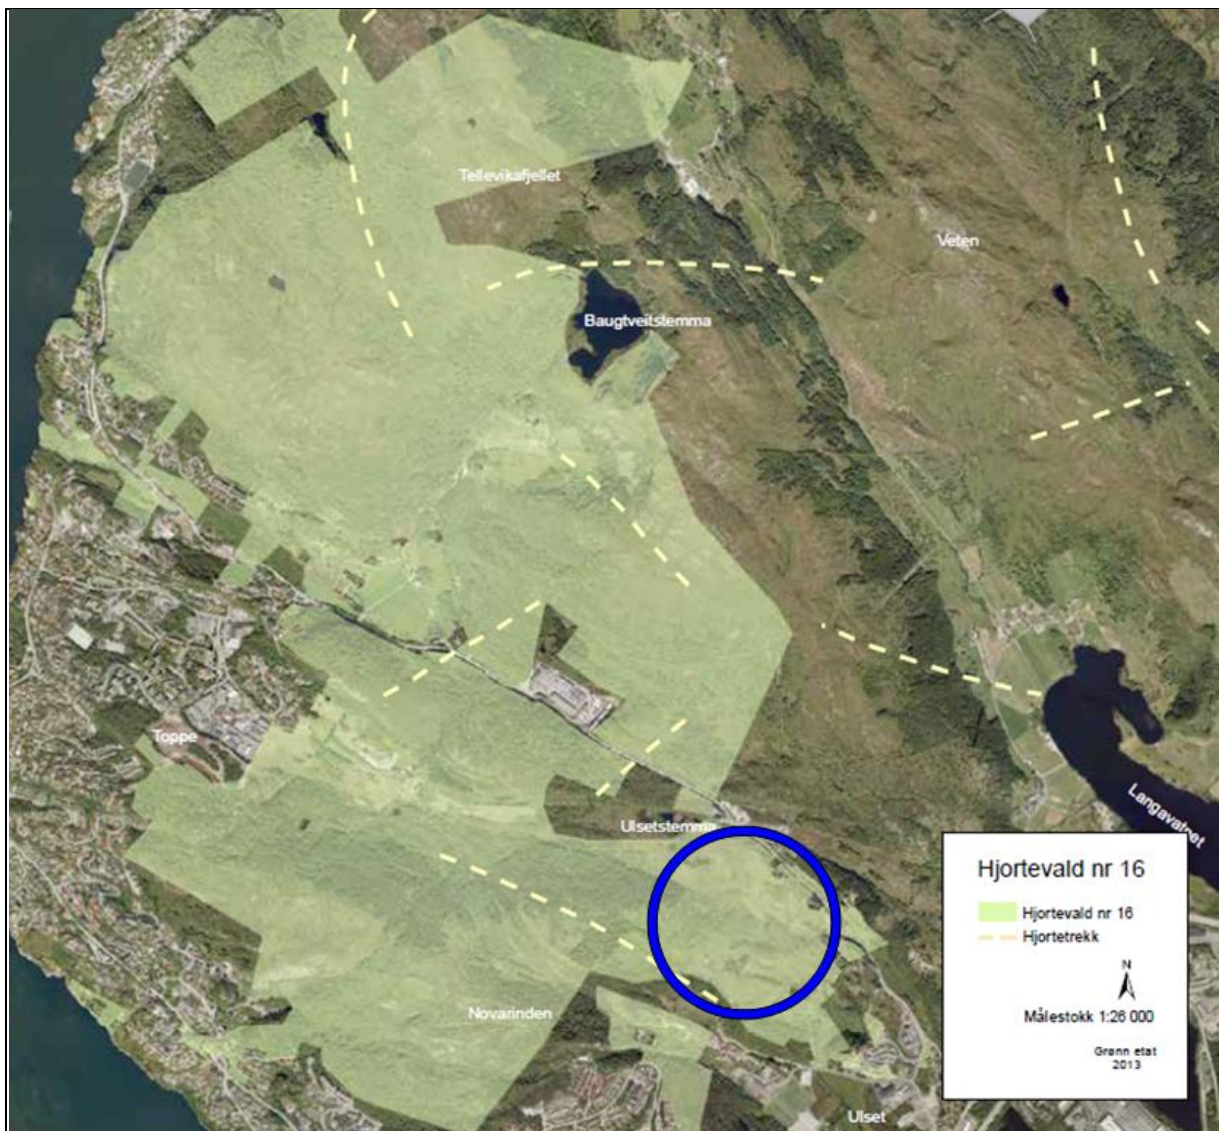 Tellevikafjellet
Veten
Baugtveitstemma
Toppe
Ulsetstemma
Langavatnet
Novarinden
Ulset
Hjortevald nr 16
Hjortevald nr 16
Hjortetrekk
N
Målestokk 1:26 000
Grønn etat
2013